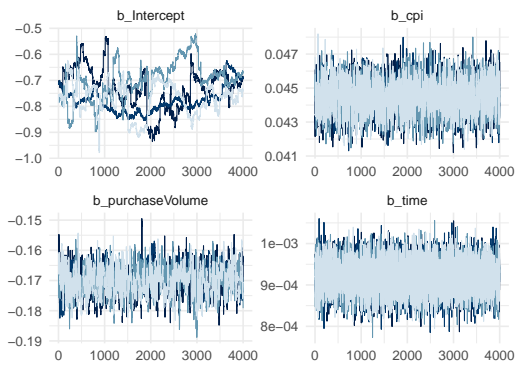 b_Intercept
−0.5
−0.6
−0.7
−0.8
−0.9
−1.0
0 1000 2000 3000 4000
b_cpi
0.047
0.045
0.043
0.041
0 1000 2000 3000 4000
b_purchaseVolume
−0.15
−0.16
−0.17
−0.18
−0.19
0 1000 2000 3000 4000
b_time
1e−03
9e−04
8e−04
0 1000 2000 3000 4000